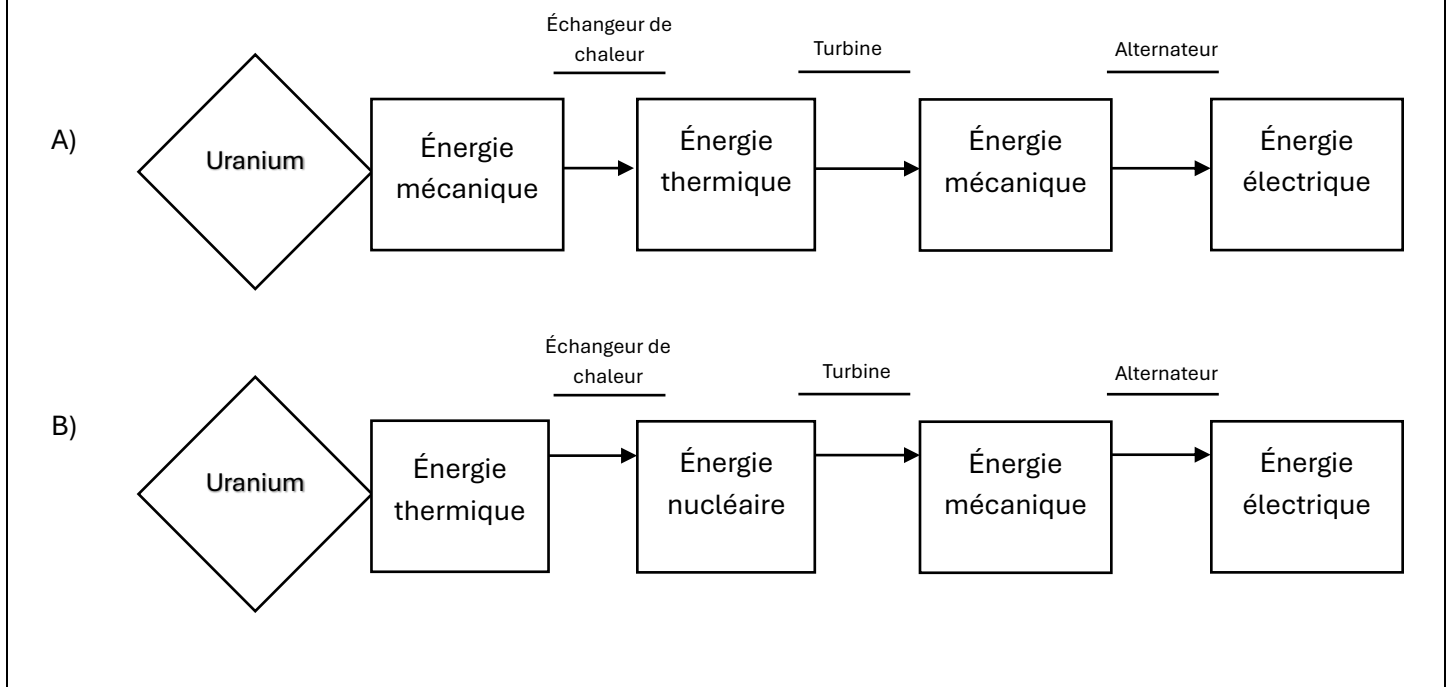 Échangeur de
chaleur
Turbine
Alternateur
A)
Uranium
Énergie
mécanique
Énergie
thermique
Énergie
mécanique
Énergie
électrique
Échangeur de
chaleur
Turbine
Alternateur
B)
Uranium
Énergie
thermique
Énergie
nucléaire
Énergie
mécanique
Énergie
électrique